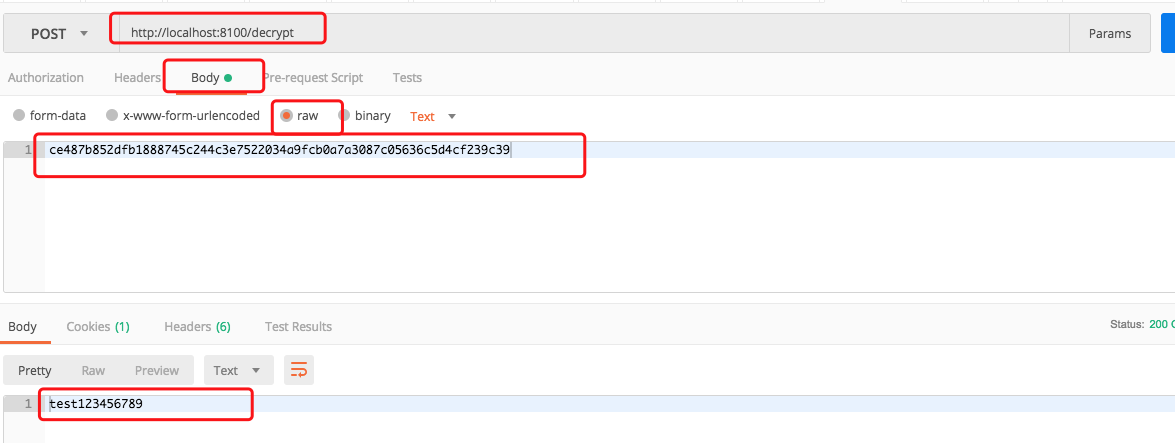 POST http://localhost:8100/decrypt Params
Authorization Headers Body Pre-request Script Tests
form-data x-www-form-urlencoded raw binary Text
1 ce487b852dfb1888745c244c3e7522034a9fcb0a7a3087c05636c5d4cf239c39
Body Cookies (1) Headers (6) Test Results Status: 200
Pretty Raw Preview Text
1 test123456789